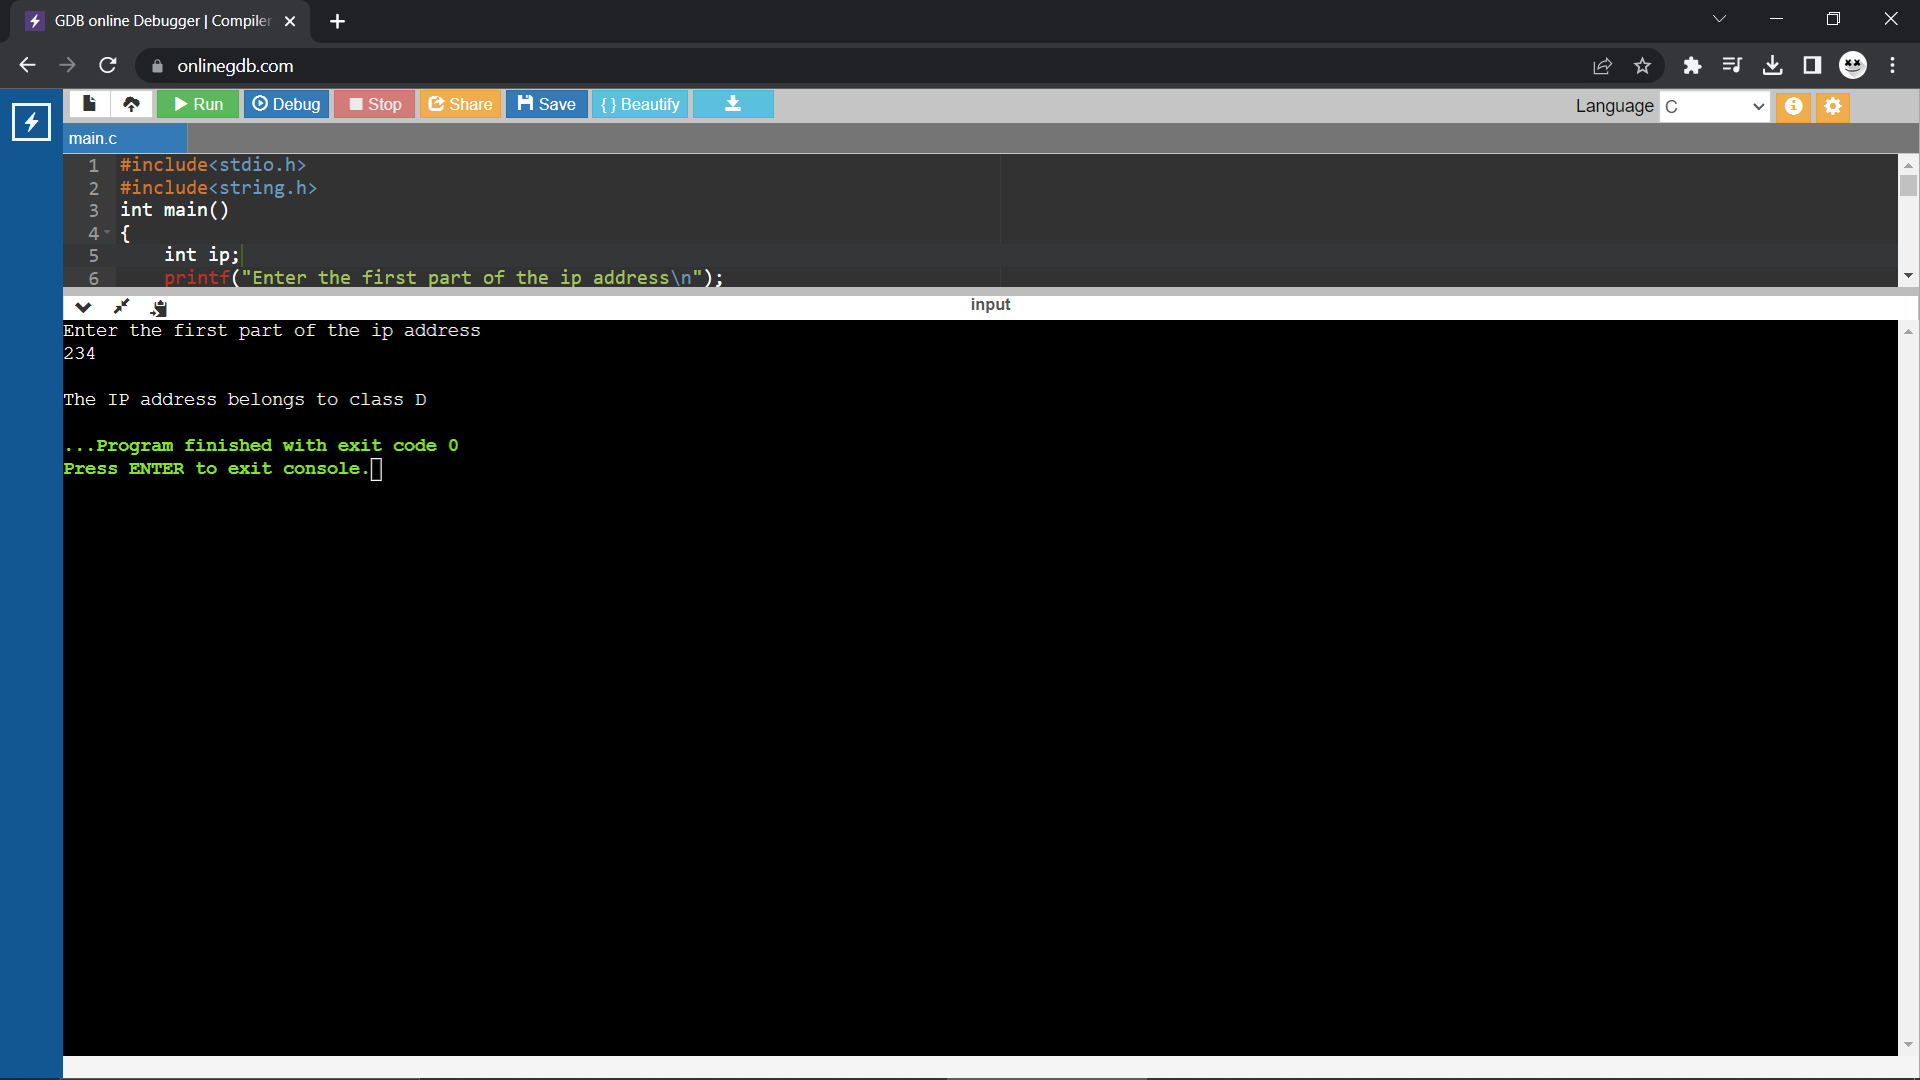 GDB online Debugger | Compiler
onlinegdb.com
Run Debug Stop Share Save { } Beautify Language C
main.c
1 #include<stdio.h>
2 #include<string.h>
3 int main()
4 {
5 int ip;
6 printf("Enter the first part of the ip address\n");
input
Enter the first part of the ip address
234
The IP address belongs to class D
...Program finished with exit code 0
Press ENTER to exit console.